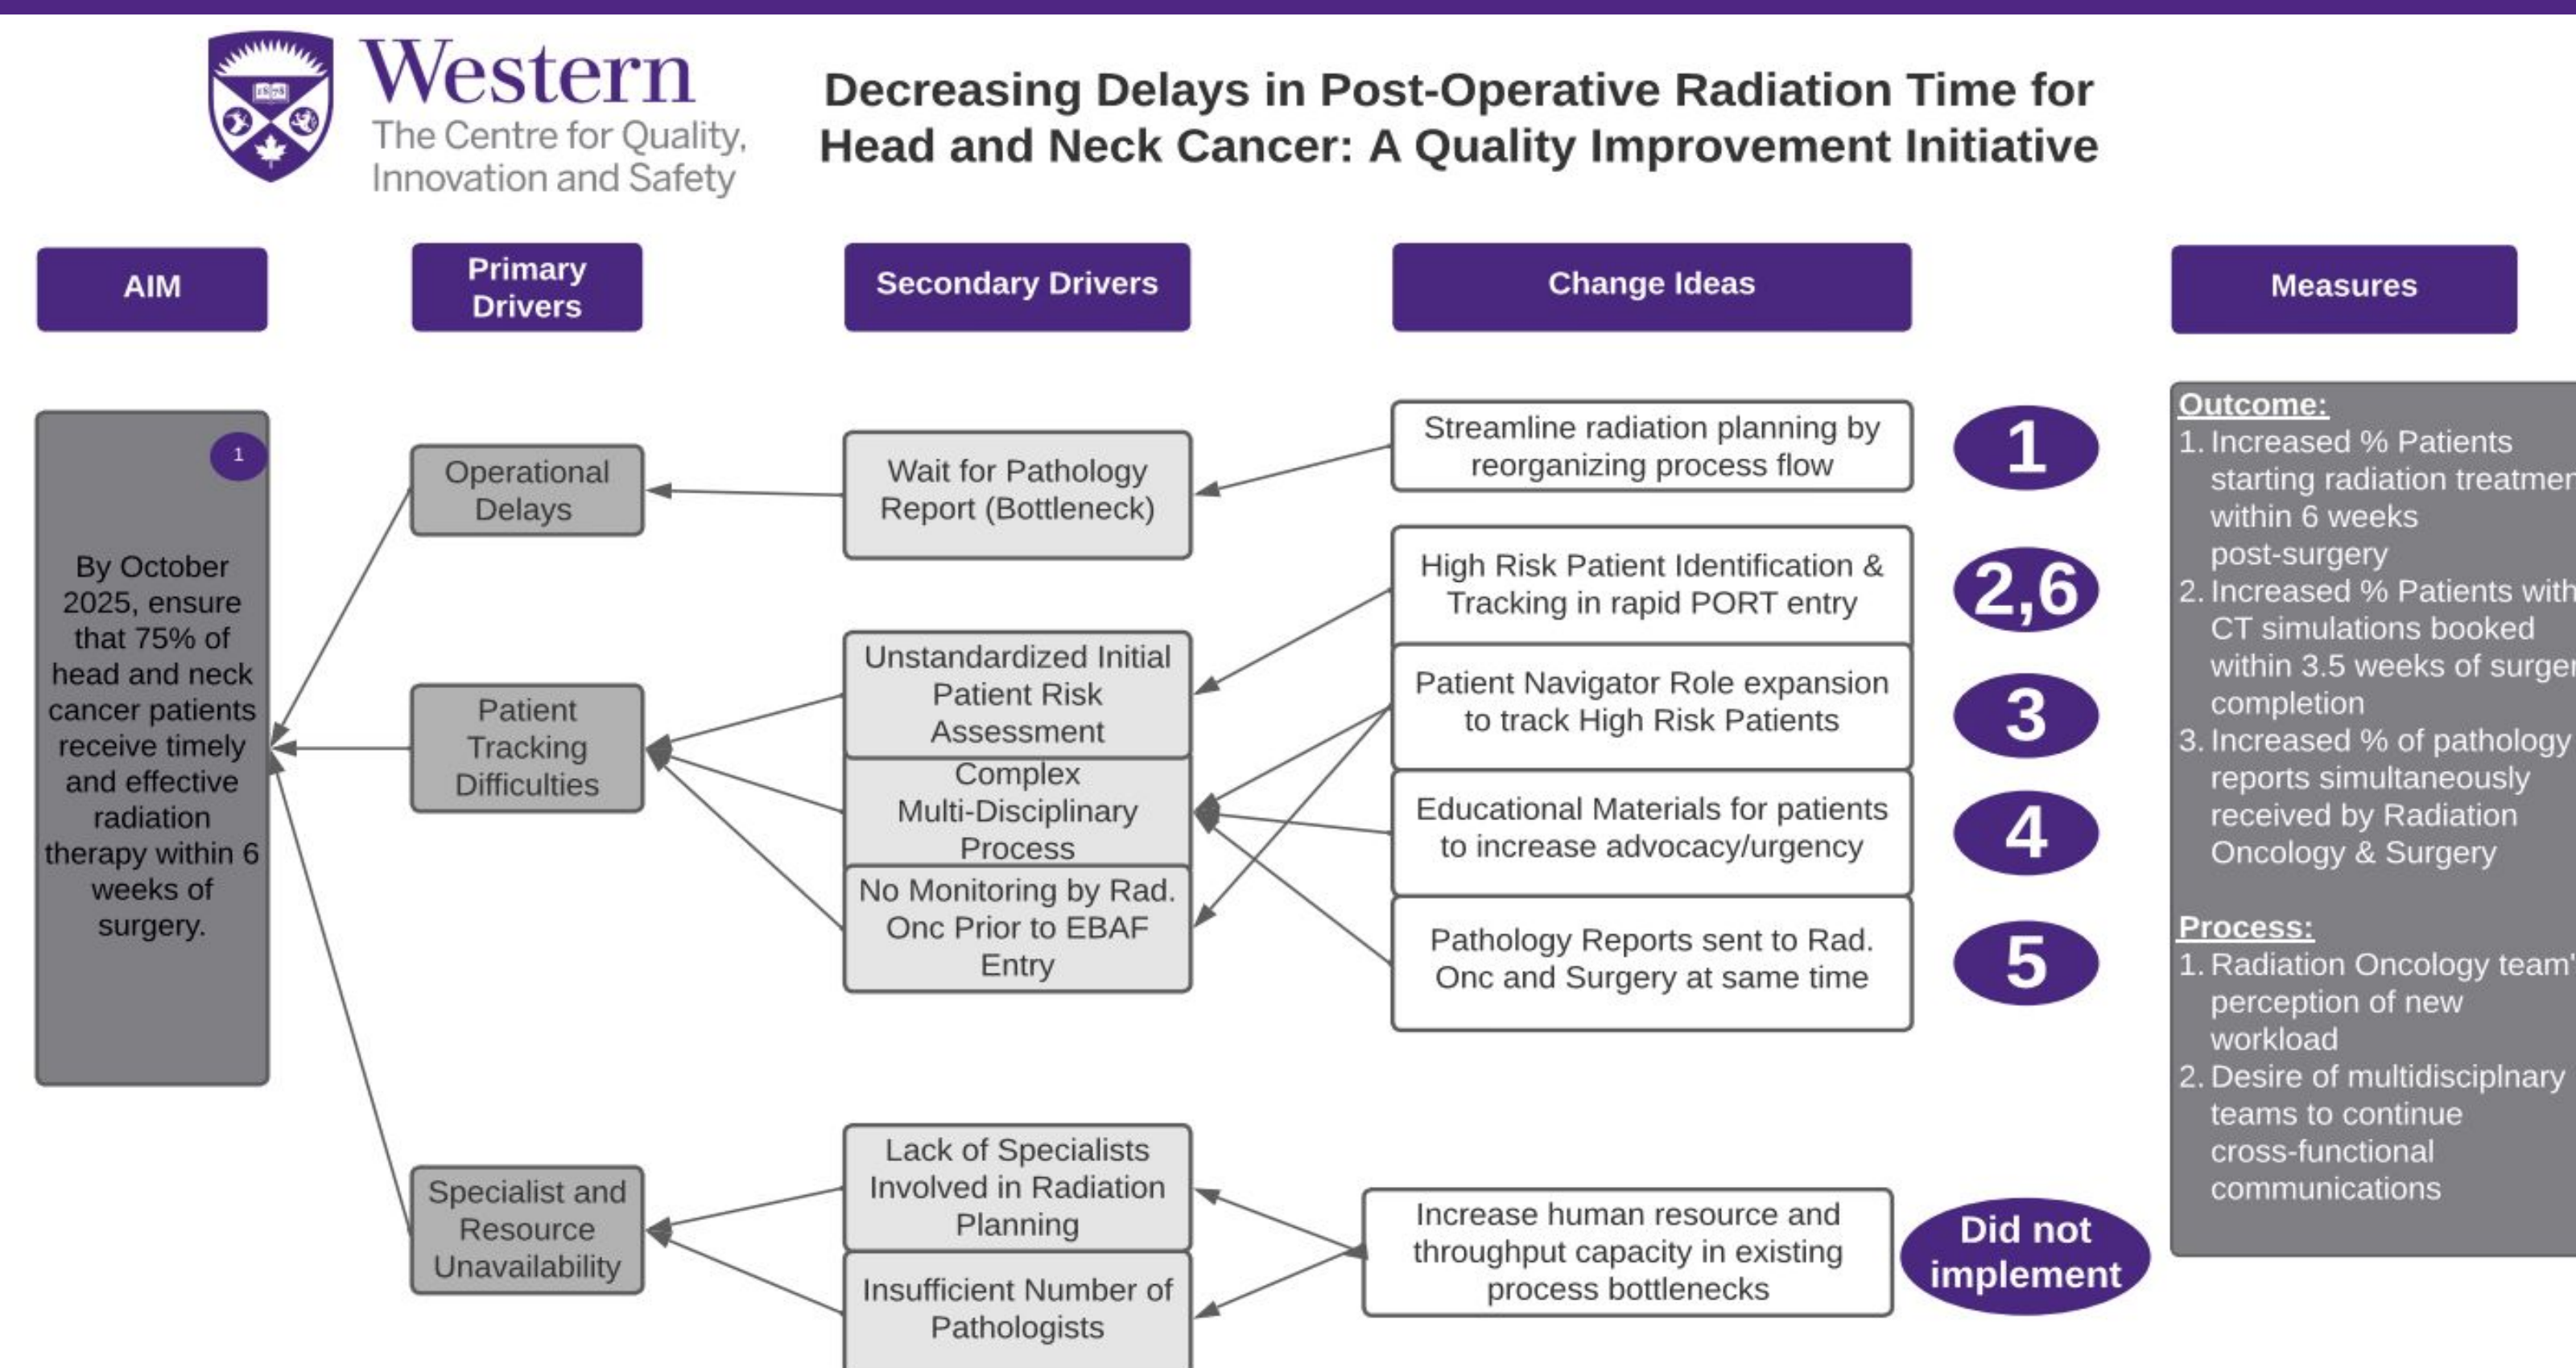 1878
Western
The Centre for Quality,
Innovation and Safety
Decreasing Delays in Post-Operative Radiation Time for
Head and Neck Cancer: A Quality Improvement Initiative
AIM
Primary
Drivers
Secondary Drivers
Change Ideas
Measures
1
By October
2025, ensure
that 75% of
head and neck
cancer patients
receive timely
and effective
radiation
therapy within 6
weeks of
surgery.
Operational
Delays
Patient
Tracking
Difficulties
Specialist and
Resource
Unavailability
Wait for Pathology
Report (Bottleneck)
Unstandardized Initial
Patient Risk
Assessment
Complex
Multi-Disciplinary
Process
No Monitoring by Rad.
Onc Prior to EBAF
Entry
Lack of Specialists
Involved in Radiation
Planning
Insufficient Number of
Pathologists
Streamline radiation planning by
reorganizing process flow
1
High Risk Patient Identification &
Tracking in rapid PORT entry
2,6
Patient Navigator Role expansion
to track High Risk Patients
3
Educational Materials for patients
to increase advocacy/urgency
4
Pathology Reports sent to Rad.
Onc and Surgery at same time
5
Increase human resource and
throughput capacity in existing
process bottlenecks
Did not
implement
Outcome:
1. Increased % Patients
starting radiation treatmen
within 6 weeks
post-surgery
2. Increased % Patients with
CT simulations booked
within 3.5 weeks of surger
completion
3. Increased % of pathology
reports simultaneously
received by Radiation
Oncology & Surgery
Process:
1. Radiation Oncology team'
perception of new
workload
2. Desire of multidisciplnary
teams to continue
cross-functional
communications